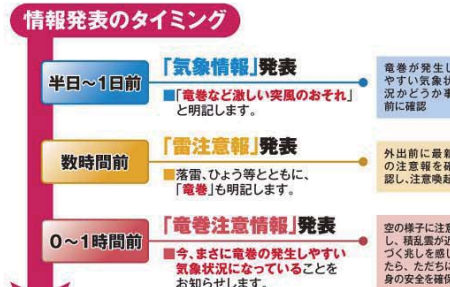 情報発表のタイミング
半日～1日前
「気象情報」発表
■「竜巻など激しい突風のおそれ」
と明記します。
竜巻が発生し
やすい気象状
況かどうか事
前に確認
数時間前
「雷注意報」発表
■落雷、ひょう等とともに、
「竜巻」も明記します。
外出前に最新
の注意報を確
認し、注意喚起
0～1時間前
「竜巻注意情報」発表
■今、まさに竜巻の発生しやすい
気象状況になっていることを
お知らせします。
空の様子に注意
し、積乱雲が近
づく兆しを感じ
たら、ただちに
身の安全を確保